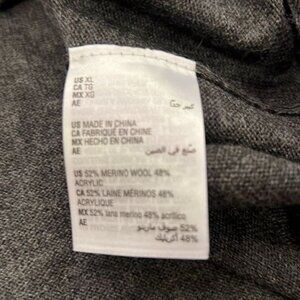 US XL
CA TG
MX XG
AE كبير جدًا
US MADE IN CHINA
CA FABRIQUÉ EN CHINE
MX HECHO EN CHINA
AE صنع في الصين
US 52% MERINO WOOL 48%
ACRYLIC
CA 52% LAINE MÉRINOS 48%
ACRYLIQUE
MX 52% lana merino 48% acrílico
AE 52% صوف مارينو
48% أكريليك